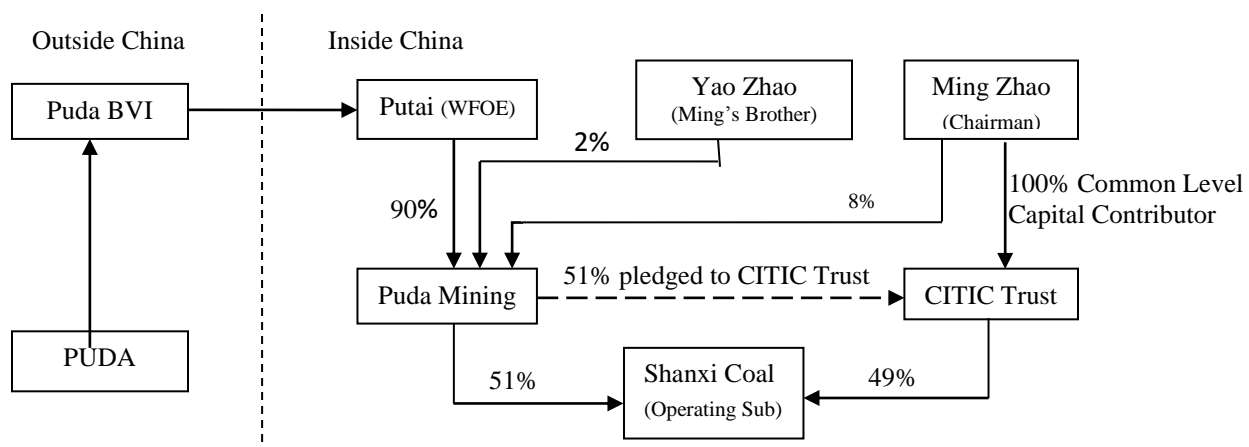 Outside China
Inside China
Puda BVI
Putai (WFOE)
Yao Zhao
(Ming's Brother)
Ming Zhao
(Chairman)
2%
90%
8%
100% Common Level
Capital Contributor
Puda Mining
51% pledged to CITIC Trust
CITIC Trust
PUDA
51%
Shanxi Coal
(Operating Sub)
49%